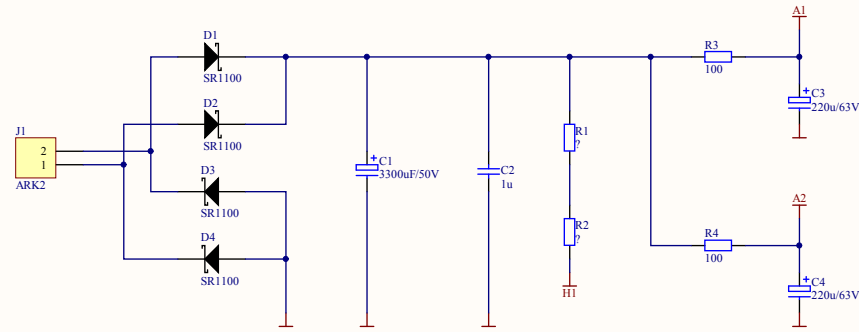 A1
D1
SR1100
R3
100
C3
220u/63V
D2
SR1100
J1
2
1
ARK2
R1
?
C1
3300uF/50V
C2
1u
D3
SR1100
A2
R2
?
D4
SR1100
R4
100
H1
C4
220u/63V